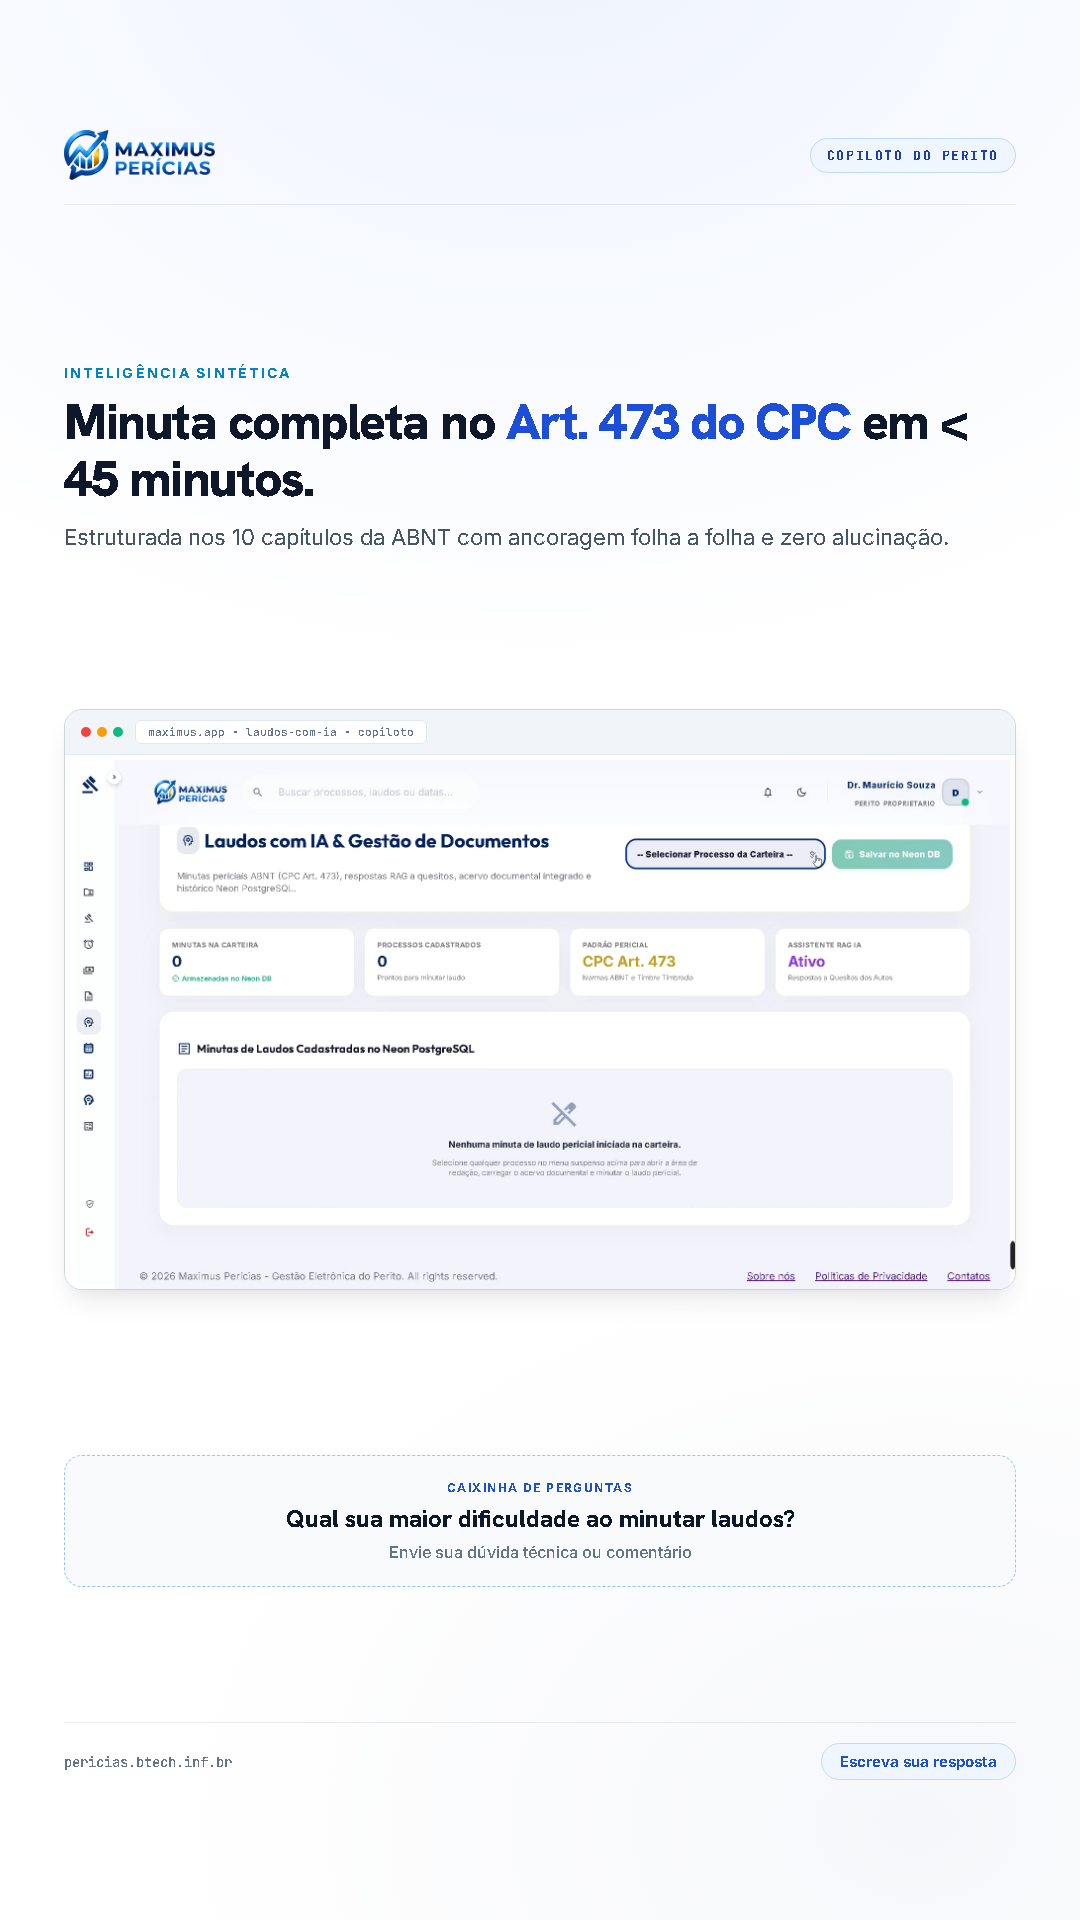 MAXIMUS
PERÍCIAS
COPILOTO DO PERITO
INTELIGÊNCIA SINTÉTICA
Minuta completa no Art. 473 do CPC em <
45 minutos.
Estruturada nos 10 capítulos da ABNT com ancoragem folha a folha e zero alucinação.
maximus.app - laudos-com-ia - copiloto
MAXIMUS
PERÍCIAS
Buscar processos, laudos ou datas...
Dr. Maurício Souza
PERITO PROPRIETÁRIO
D
Laudos com IA & Gestão de Documentos
-- Selecionar Processo da Carteira --
Salvar no Neon DB
Minutas periciais ABNT (CPC Art. 473), respostas RAG a quesitos, acervo documental integrado e
histórico Neon PostgreSQL.
MINUTAS NA CARTEIRA
0
Armazenadas no Neon DB
PROCESSOS CADASTRADOS
0
Prontos para minutar laudo
PADRÃO PERICIAL
CPC Art. 473
Normas ABNT e Timbre Timbrado
ASSISTENTE RAG IA
Ativo
Respostas a Quesitos dos Autos
Minutas de Laudos Cadastradas no Neon PostgreSQL
Nenhuma minuta de laudo pericial iniciada na carteira.
Selecione qualquer processo no menu suspenso acima para abrir a área de
redação, carregar o acervo documental e minutar o laudo pericial.
© 2026 Maximus Perícias - Gestão Eletrônica do Perito. All rights reserved.
Sobre nós
Políticas de Privacidade
Contatos
CAIXINHA DE PERGUNTAS
Qual sua maior dificuldade ao minutar laudos?
Envie sua dúvida técnica ou comentário
pericias.btech.inf.br
Escreva sua resposta